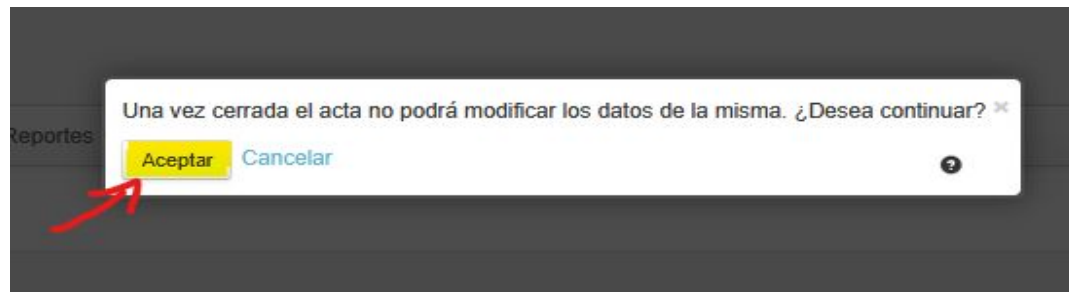 Una vez cerrada el acta no podrá modificar los datos de la misma. ¿Desea continuar? ×
Reportes
Aceptar Cancelar ?